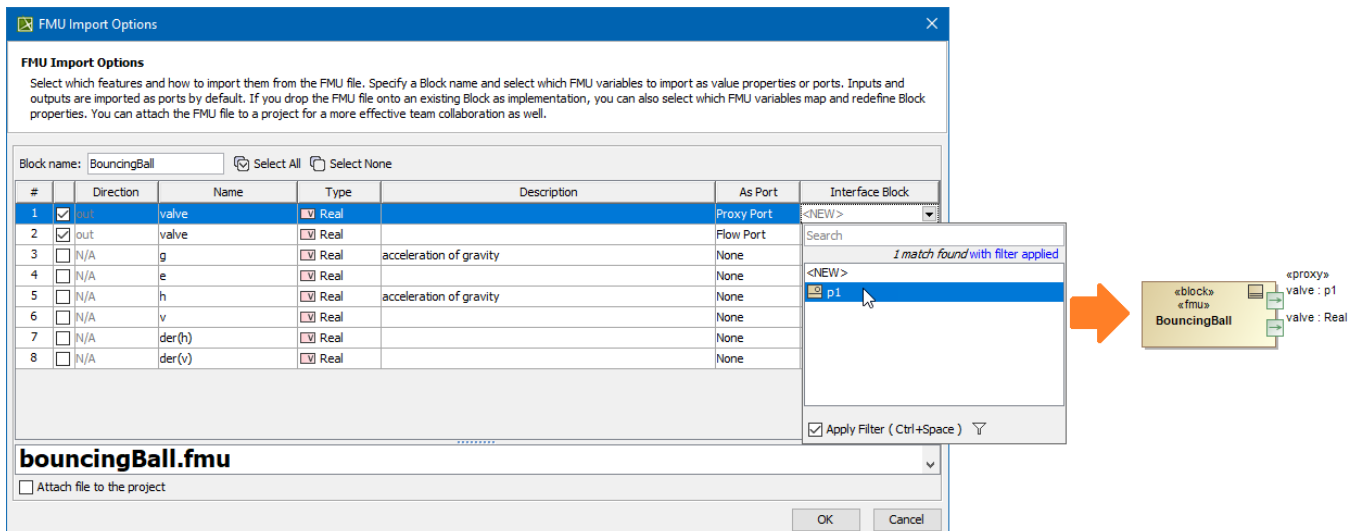 FMU Import Options
FMU Import Options
Select which features and how to import them from the FMU file. Specify a Block name and select which FMU variables to import as value properties or ports. Inputs and
outputs are imported as ports by default. If you drop the FMU file onto an existing Block as implementation, you can also select which FMU variables map and redefine Block
properties. You can attach the FMU file to a project for a more effective team collaboration as well.
Block name: BouncingBall Select All Select None
# Direction Name Type Description As Port Interface Block
1 out valve V Real Proxy Port <NEW>
2 out valve V Real Flow Port
3 N/A g V Real acceleration of gravity None
4 N/A e V Real None
5 N/A h V Real acceleration of gravity None
6 N/A v V Real None
7 N/A der(h) V Real None
8 N/A der(v) V Real None
Search
1 match found with filter applied
<NEW>
p1
Apply Filter ( Ctrl+Space )
bouncingBall.fmu
Attach file to the project
OK Cancel
«block»
«fmu»
BouncingBall
«proxy»
valve : p1
valve : Real